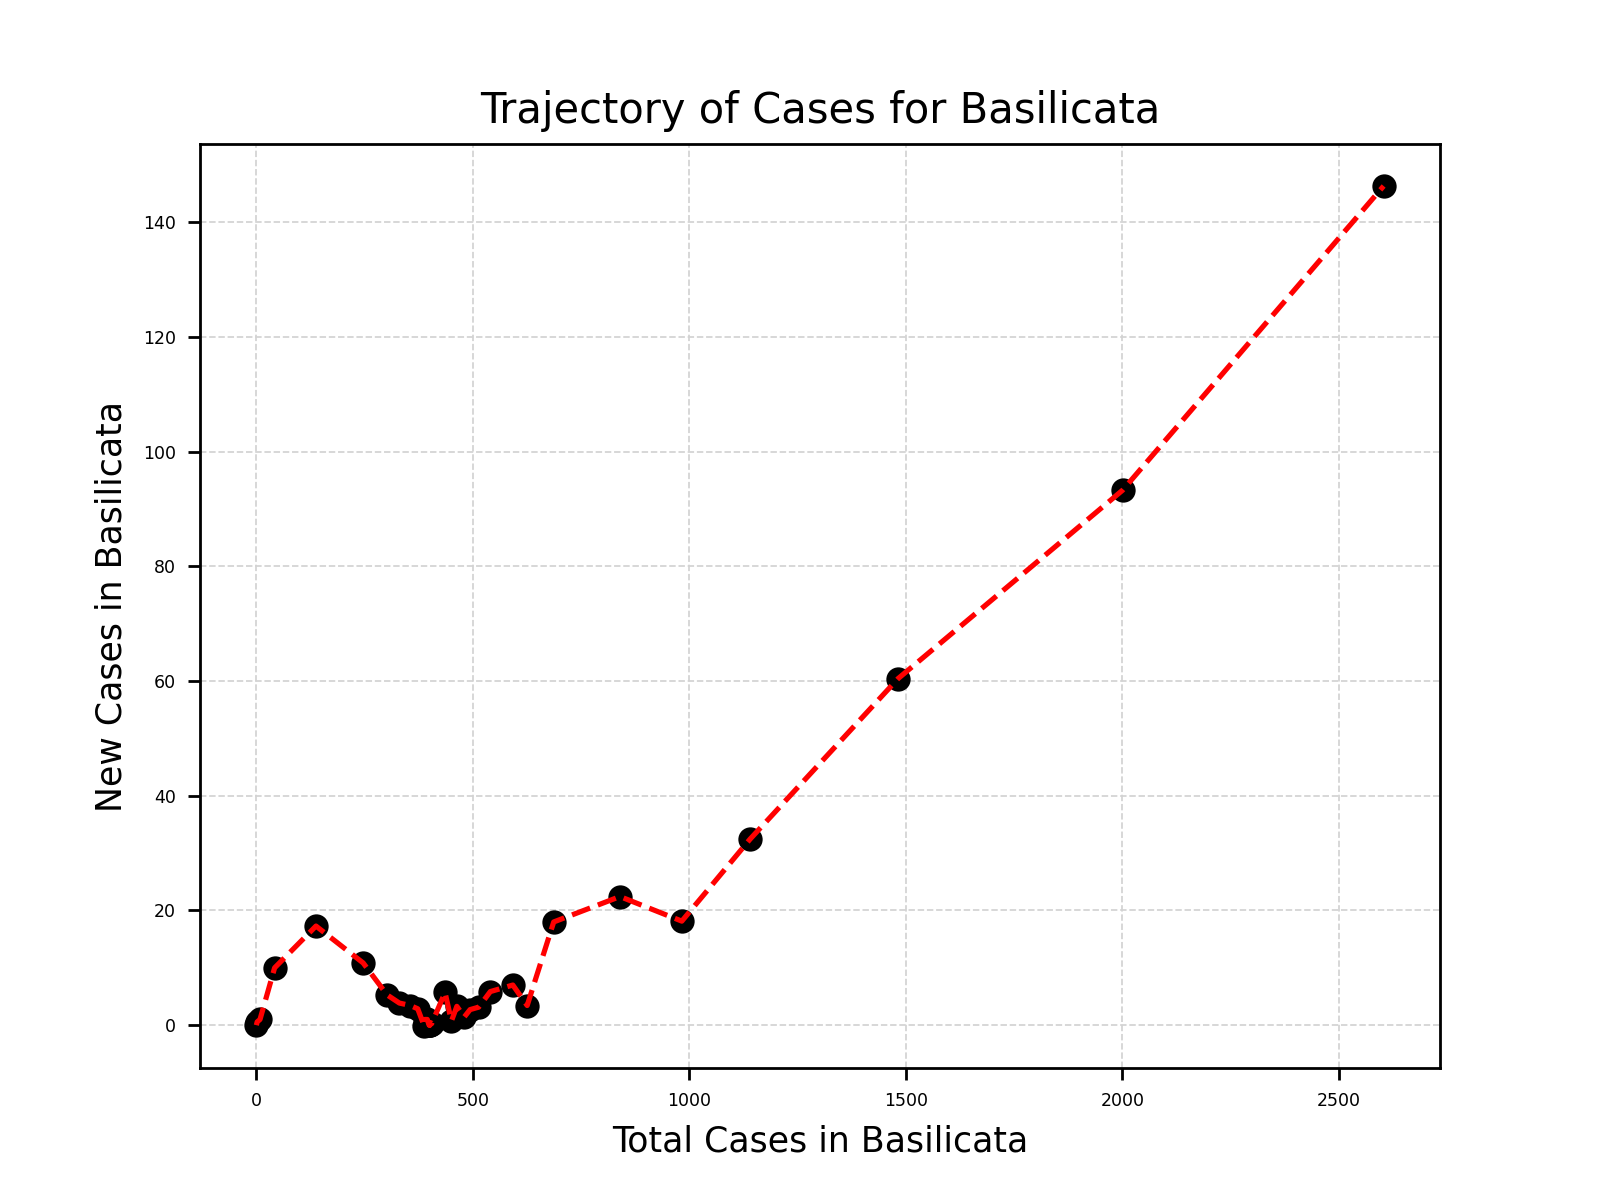 Trajectory of Cases for Basilicata
New Cases in Basilicata
140
120
100
80
60
40
20
0
0 500 1000 1500 2000 2500
Total Cases in Basilicata